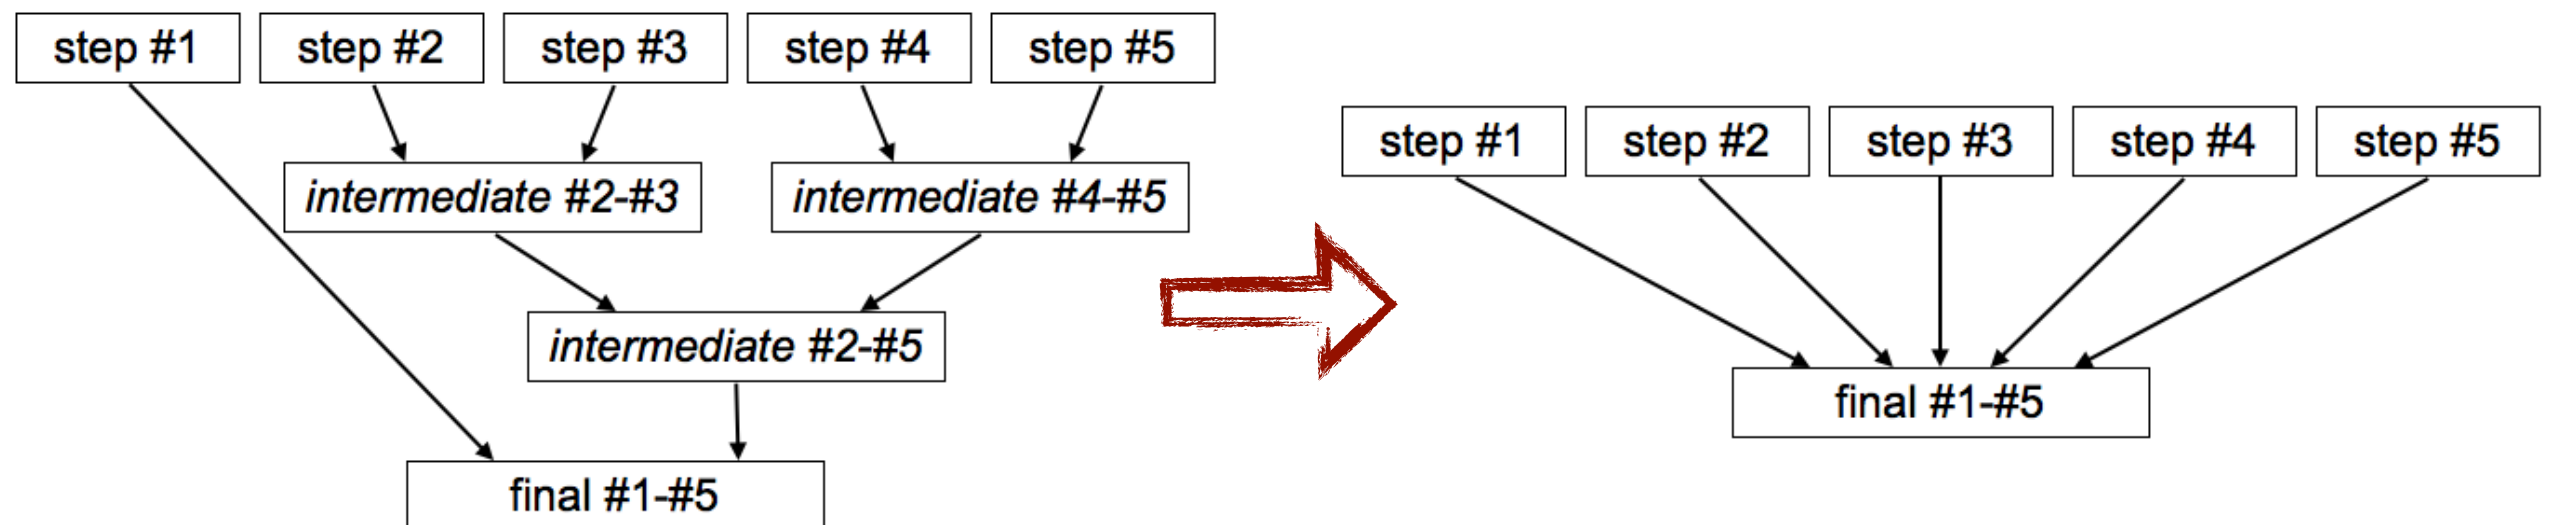 step #1
step #2
step #3
step #4
step #5
intermediate #2-#3
intermediate #4-#5
intermediate #2-#5
final #1-#5
step #1
step #2
step #3
step #4
step #5
final #1-#5